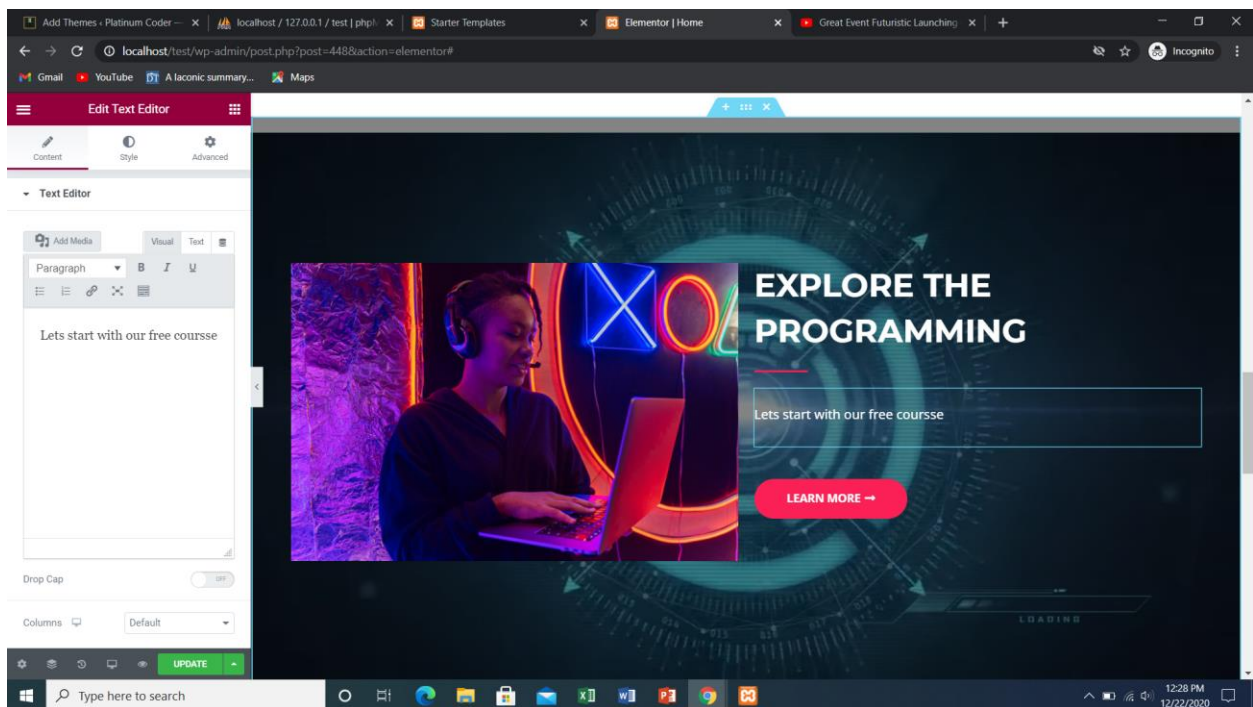 Add Themes ‹ Platinum Coder —
localhost / 127.0.0.1 / test | php
Starter Templates
Elementor | Home
Great Event Futuristic Launching
localhost/test/wp-admin/post.php?post=448&action=elementor#
Incognito
Gmail
YouTube
A laconic summary...
Maps
Edit Text Editor
Content
Style
Advanced
Text Editor
Add Media
Visual
Text
Paragraph
B
I
U
Lets start with our free coursse
Drop Cap
OFF
Columns
Default
UPDATE
EXPLORE THE
PROGRAMMING
Lets start with our free coursse
LEARN MORE →
LOADING
Type here to search
12:28 PM
12/22/2020